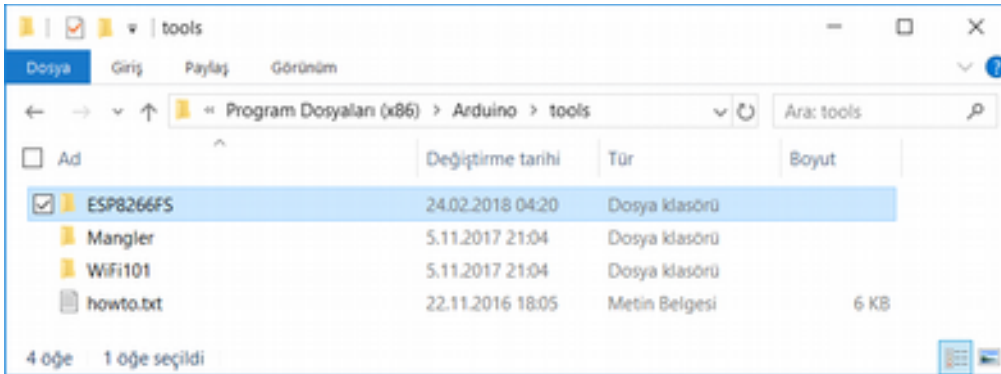 tools
Dosya Giriş Paylaş Görünüm
« Program Dosyaları (x86) > Arduino > tools Ara: tools
Ad Değiştirme tarihi Tür Boyut
ESP8266FS 24.02.2018 04:20 Dosya klasörü
Mangler 5.11.2017 21:04 Dosya klasörü
WiFi101 5.11.2017 21:04 Dosya klasörü
howto.txt 22.11.2016 18:05 Metin Belgesi 6 KB
4 öğe 1 öğe seçildi